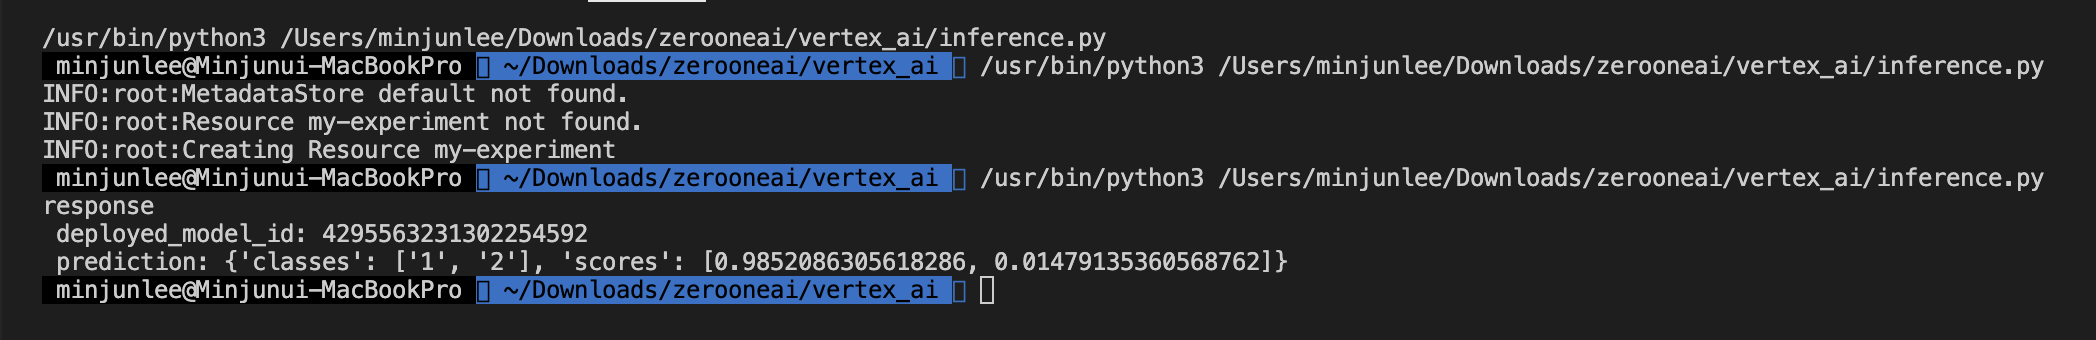 /usr/bin/python3 /Users/minjunlee/Downloads/zerooneai/vertex_ai/inference.py
minjunlee@Minjunui-MacBookPro ~/Downloads/zerooneai/vertex_ai /usr/bin/python3 /Users/minjunlee/Downloads/zerooneai/vertex_ai/inference.py
INFO:root:MetadataStore default not found.
INFO:root:Resource my-experiment not found.
INFO:root:Creating Resource my-experiment
minjunlee@Minjunui-MacBookPro ~/Downloads/zerooneai/vertex_ai /usr/bin/python3 /Users/minjunlee/Downloads/zerooneai/vertex_ai/inference.py
response
deployed_model_id: 4295563231302254592
prediction: {'classes': ['1', '2'], 'scores': [0.9852086305618286, 0.01479135360568762]}
minjunlee@Minjunui-MacBookPro ~/Downloads/zerooneai/vertex_ai